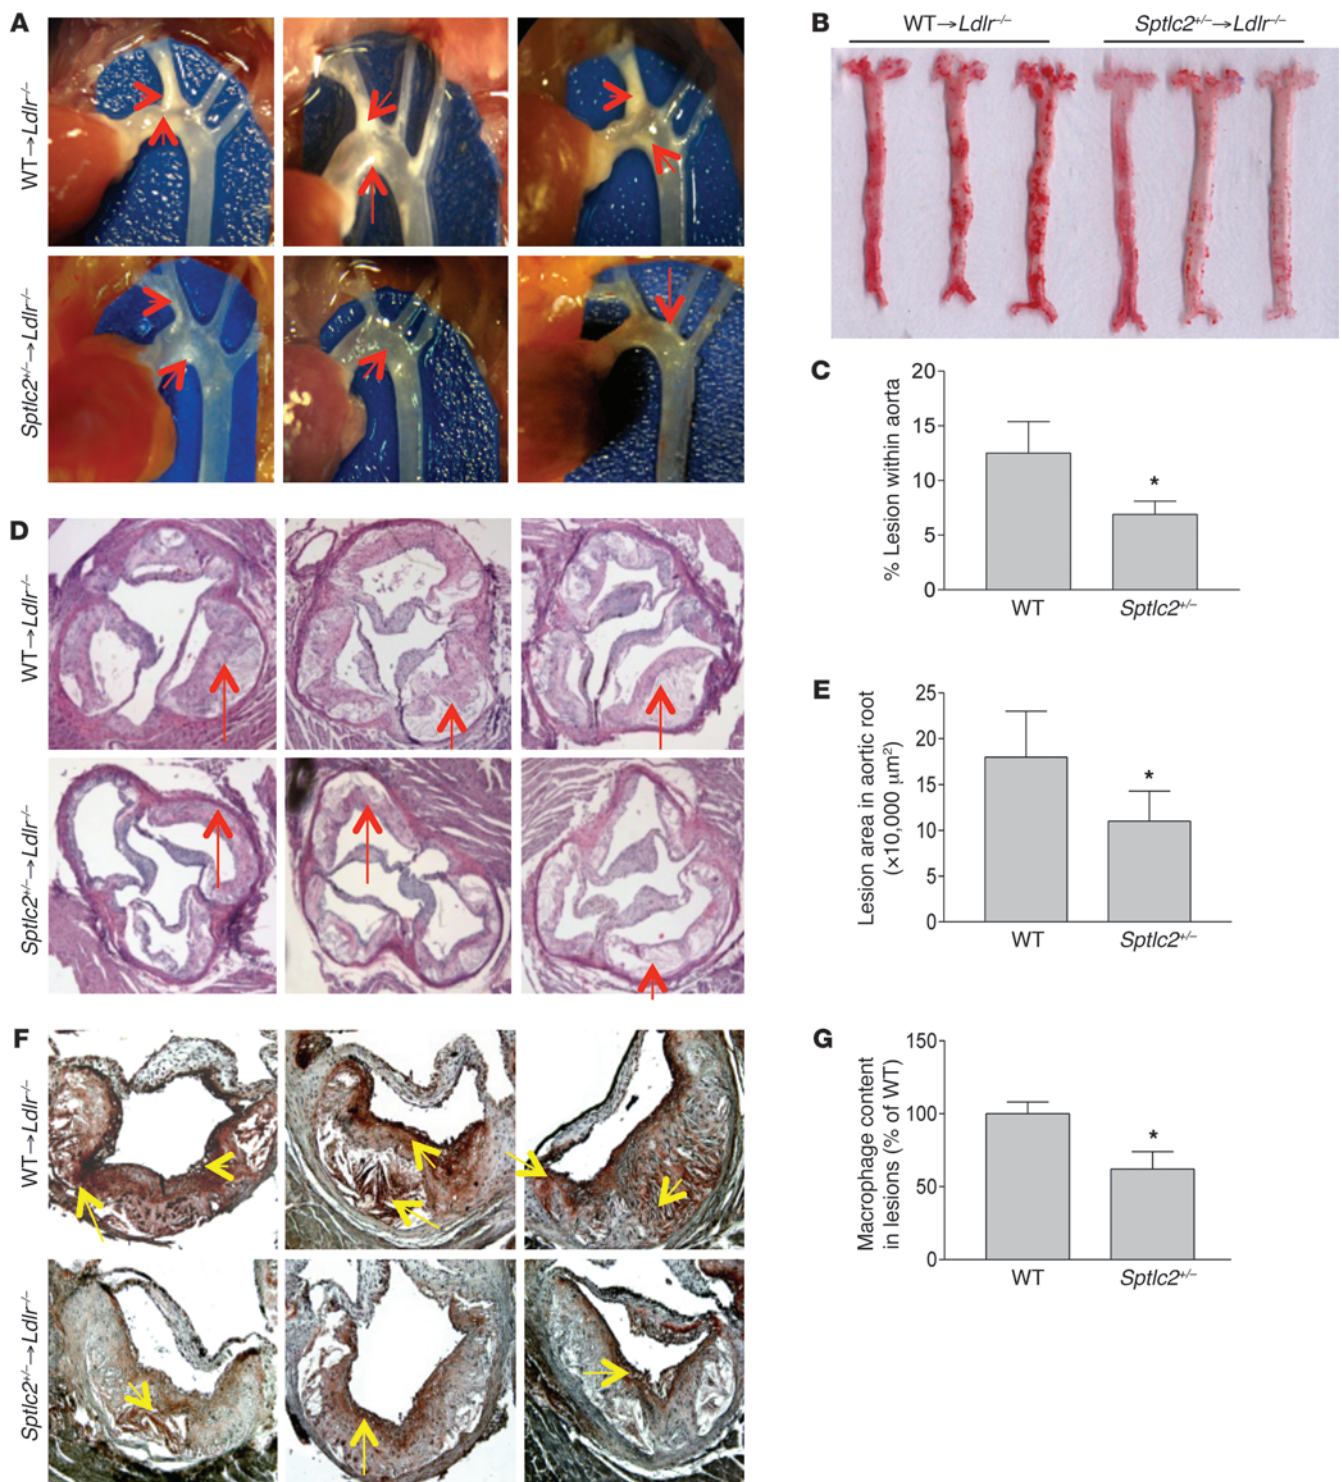 A
WT→Ldlr⁻/⁻
Sptlc2⁺/⁻→Ldlr⁻/⁻
B
WT→Ldlr⁻/⁻
Sptlc2⁺/⁻→Ldlr⁻/⁻
C
% Lesion within aorta
20
15
10
5
0
*
WT
Sptlc2⁺/⁻
D
WT→Ldlr⁻/⁻
Sptlc2⁺/⁻→Ldlr⁻/⁻
E
Lesion area in aortic root
(×10,000 μm²)
25
20
15
10
5
0
*
WT
Sptlc2⁺/⁻
F
WT→Ldlr⁻/⁻
Sptlc2⁺/⁻→Ldlr⁻/⁻
G
Macrophage content
in lesions (% of WT)
150
100
50
0
*
WT
Sptlc2⁺/⁻